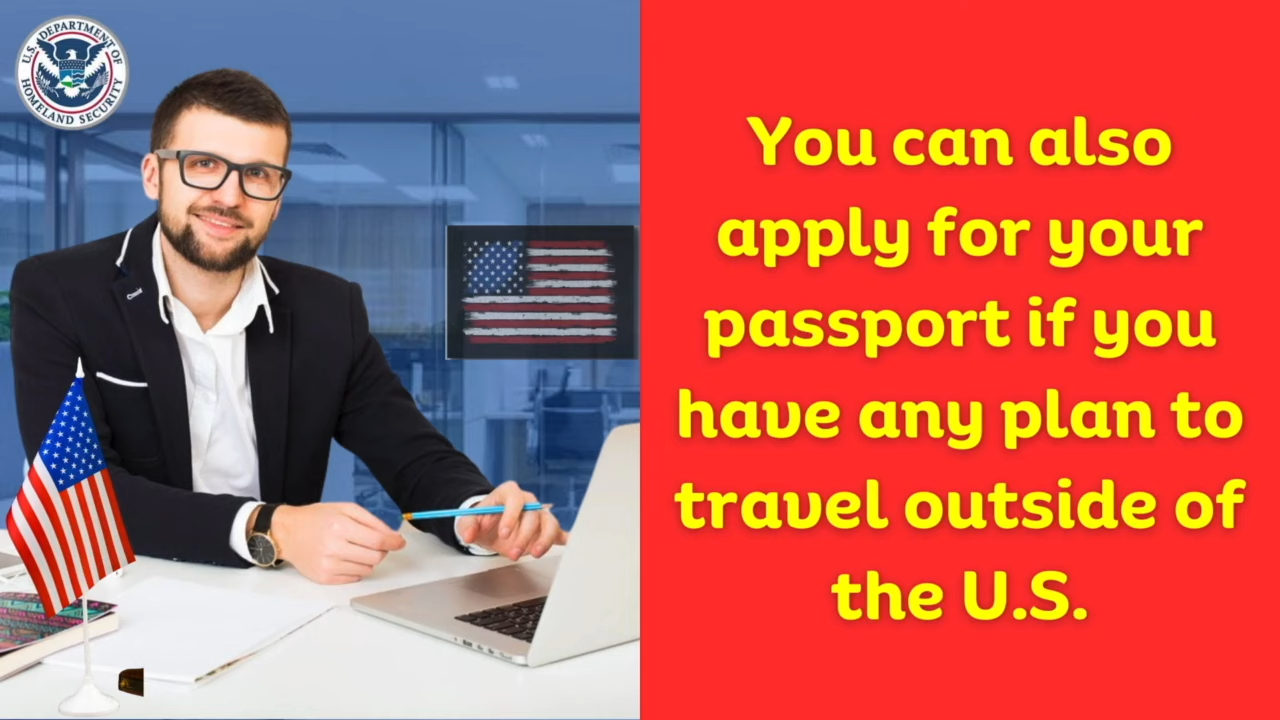 U.S. DEPARTMENT OF
HOMELAND SECURITY
You can also
apply for your
passport if you
have any plan to
travel outside of
the U.S.